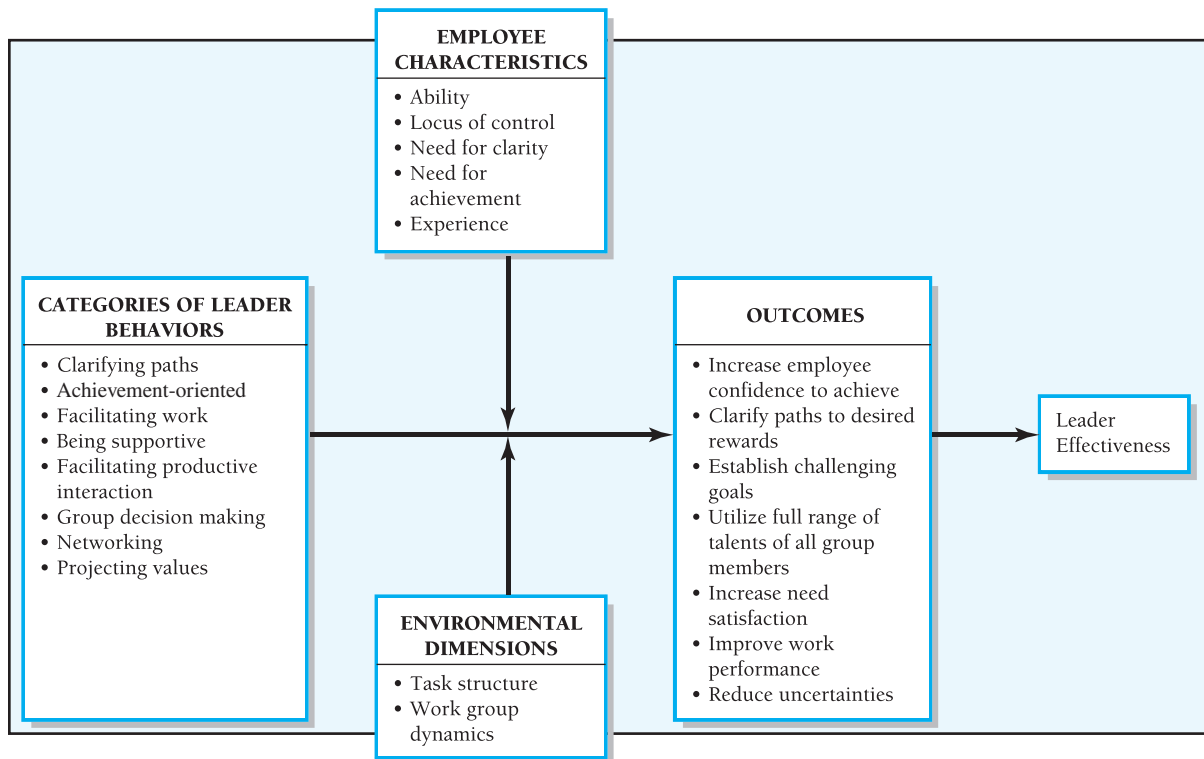 EMPLOYEE
CHARACTERISTICS
• Ability
• Locus of control
• Need for clarity
• Need for
achievement
• Experience
CATEGORIES OF LEADER
BEHAVIORS
• Clarifying paths
• Achievement-oriented
• Facilitating work
• Being supportive
• Facilitating productive
interaction
• Group decision making
• Networking
• Projecting values
ENVIRONMENTAL
DIMENSIONS
• Task structure
• Work group
dynamics
OUTCOMES
• Increase employee
confidence to achieve
• Clarify paths to desired
rewards
• Establish challenging
goals
• Utilize full range of
talents of all group
members
• Increase need
satisfaction
• Improve work
performance
• Reduce uncertainties
Leader
Effectiveness